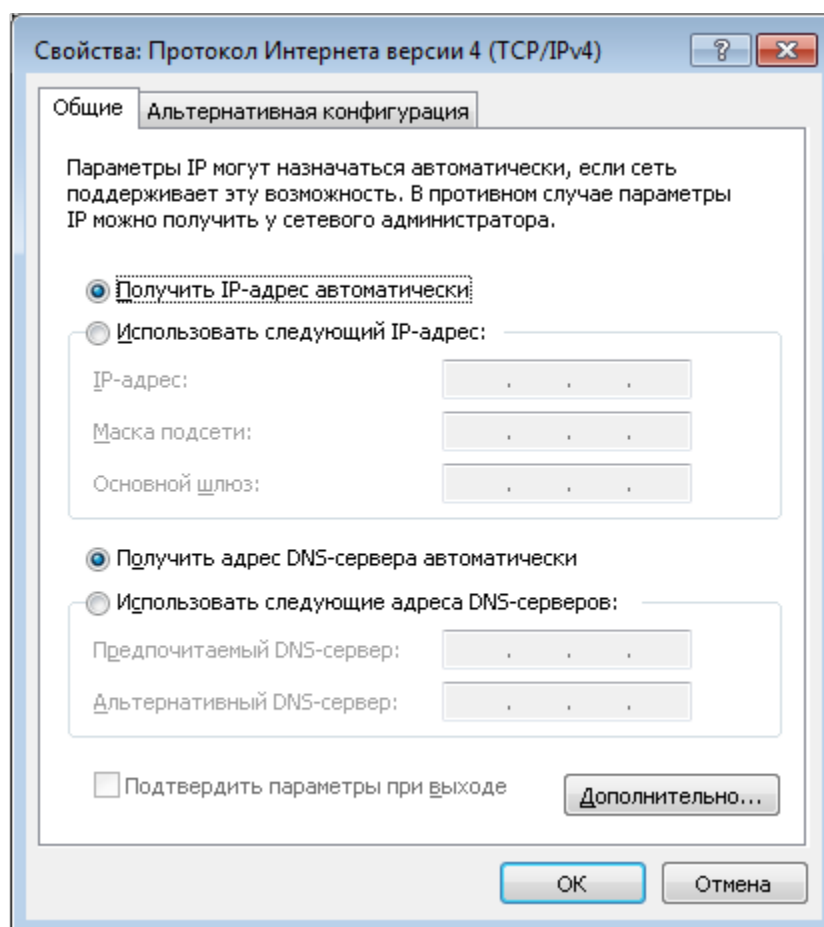 Свойства: Протокол Интернета версии 4 (TCP/IPv4)
Общие
Альтернативная конфигурация
Параметры IP могут назначаться автоматически, если сеть
поддерживает эту возможность. В противном случае параметры
IP можно получить у сетевого администратора.
Получить IP-адрес автоматически
Использовать следующий IP-адрес:
IP-адрес:
Маска подсети:
Основной шлюз:
Получить адрес DNS-сервера автоматически
Использовать следующие адреса DNS-серверов:
Предпочитаемый DNS-сервер:
Альтернативный DNS-сервер:
Подтвердить параметры при выходе
Дополнительно...
ОК
Отмена